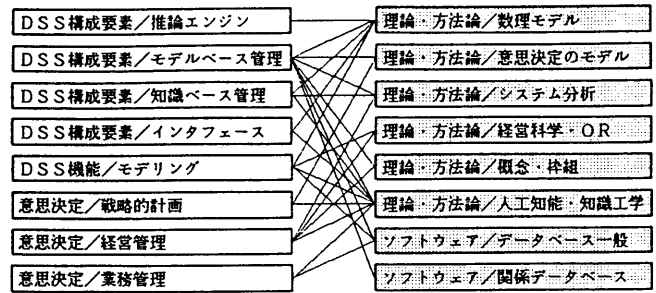 DSS構成要素／推論エンジン
DSS構成要素／モデルベース管理
DSS構成要素／知識ベース管理
DSS構成要素／インタフェース
DSS機能／モデリング
意思決定／戦略的計画
意思決定／経営管理
意思決定／業務管理
理論・方法論／数理モデル
理論・方法論／意思決定のモデル
理論・方法論／システム分析
理論・方法論／経営科学・OR
理論・方法論／概念・枠組
理論・方法論／人工知能・知識工学
ソフトウェア／データベース一般
ソフトウェア／関係データベース